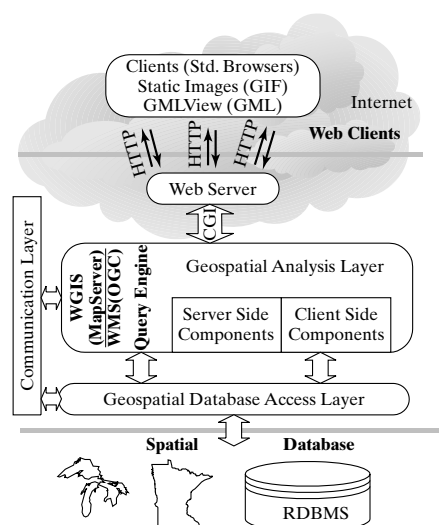 Clients (Std. Browsers)
Static Images (GIF)
GMLView (GML)
Internet
HTTP
HTTP
HTTP
Web Clients
Web Server
CGI
Communication Layer
WGIS
(MapServer)
WMS(OGC)
Query Engine
Geospatial Analysis Layer
Server Side
Components
Client Side
Components
Geospatial Database Access Layer
Spatial
Database
RDBMS